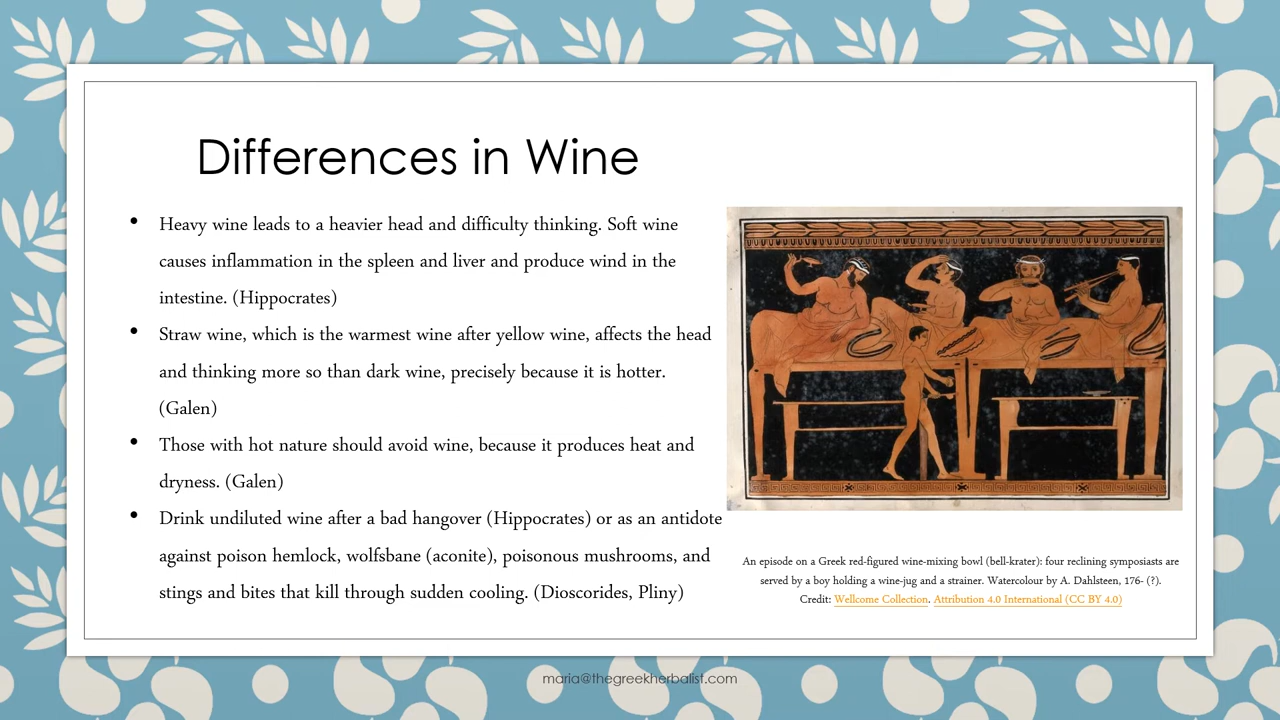 Differences in Wine
• Heavy wine leads to a heavier head and difficulty thinking. Soft wine
causes inflammation in the spleen and liver and produce wind in the
intestine. (Hippocrates)
• Straw wine, which is the warmest wine after yellow wine, affects the head
and thinking more so than dark wine, precisely because it is hotter.
(Galen)
• Those with hot nature should avoid wine, because it produces heat and
dryness. (Galen)
• Drink undiluted wine after a bad hangover (Hippocrates) or as an antidote
against poison hemlock, wolfsbane (aconite), poisonous mushrooms, and
stings and bites that kill through sudden cooling. (Dioscorides, Pliny)
An episode on a Greek red-figured wine-mixing bowl (bell-krater): four reclining symposiasts are
served by a boy holding a wine-jug and a strainer. Watercolour by A. Dahlsteen, 176- (?).
Credit: Wellcome Collection. Attribution 4.0 International (CC BY 4.0)
maria@thegreekherbalist.com